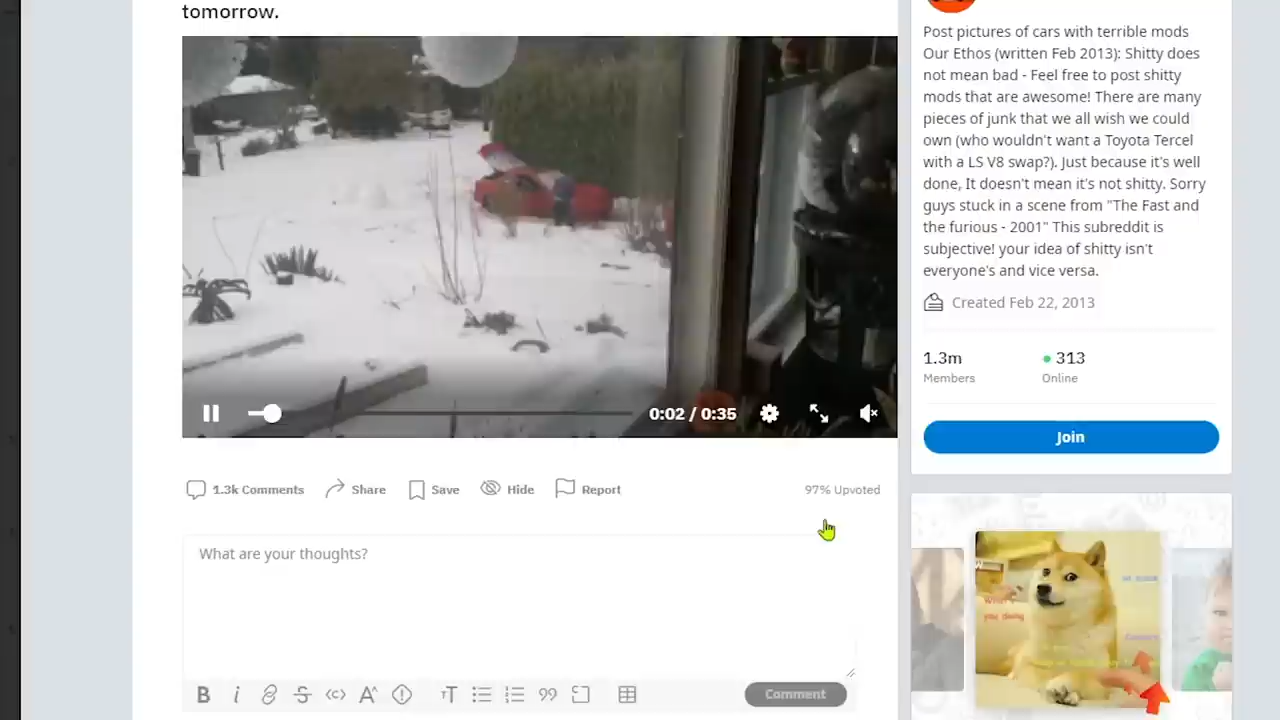 tomorrow.
0:02 / 0:35
1.3k Comments
Share
Save
Hide
Report
97% Upvoted
What are your thoughts?
Comment
Post pictures of cars with terrible mods
Our Ethos (written Feb 2013): Shitty does
not mean bad - Feel free to post shitty
mods that are awesome! There are many
pieces of junk that we all wish we could
own (who wouldn't want a Toyota Tercel
with a LS V8 swap?). Just because it's well
done, It doesn't mean it's not shitty. Sorry
guys stuck in a scene from "The Fast and
the furious - 2001" This subreddit is
subjective! your idea of shitty isn't
everyone's and vice versa.
Created Feb 22, 2013
1.3m
Members
313
Online
Join
you doing